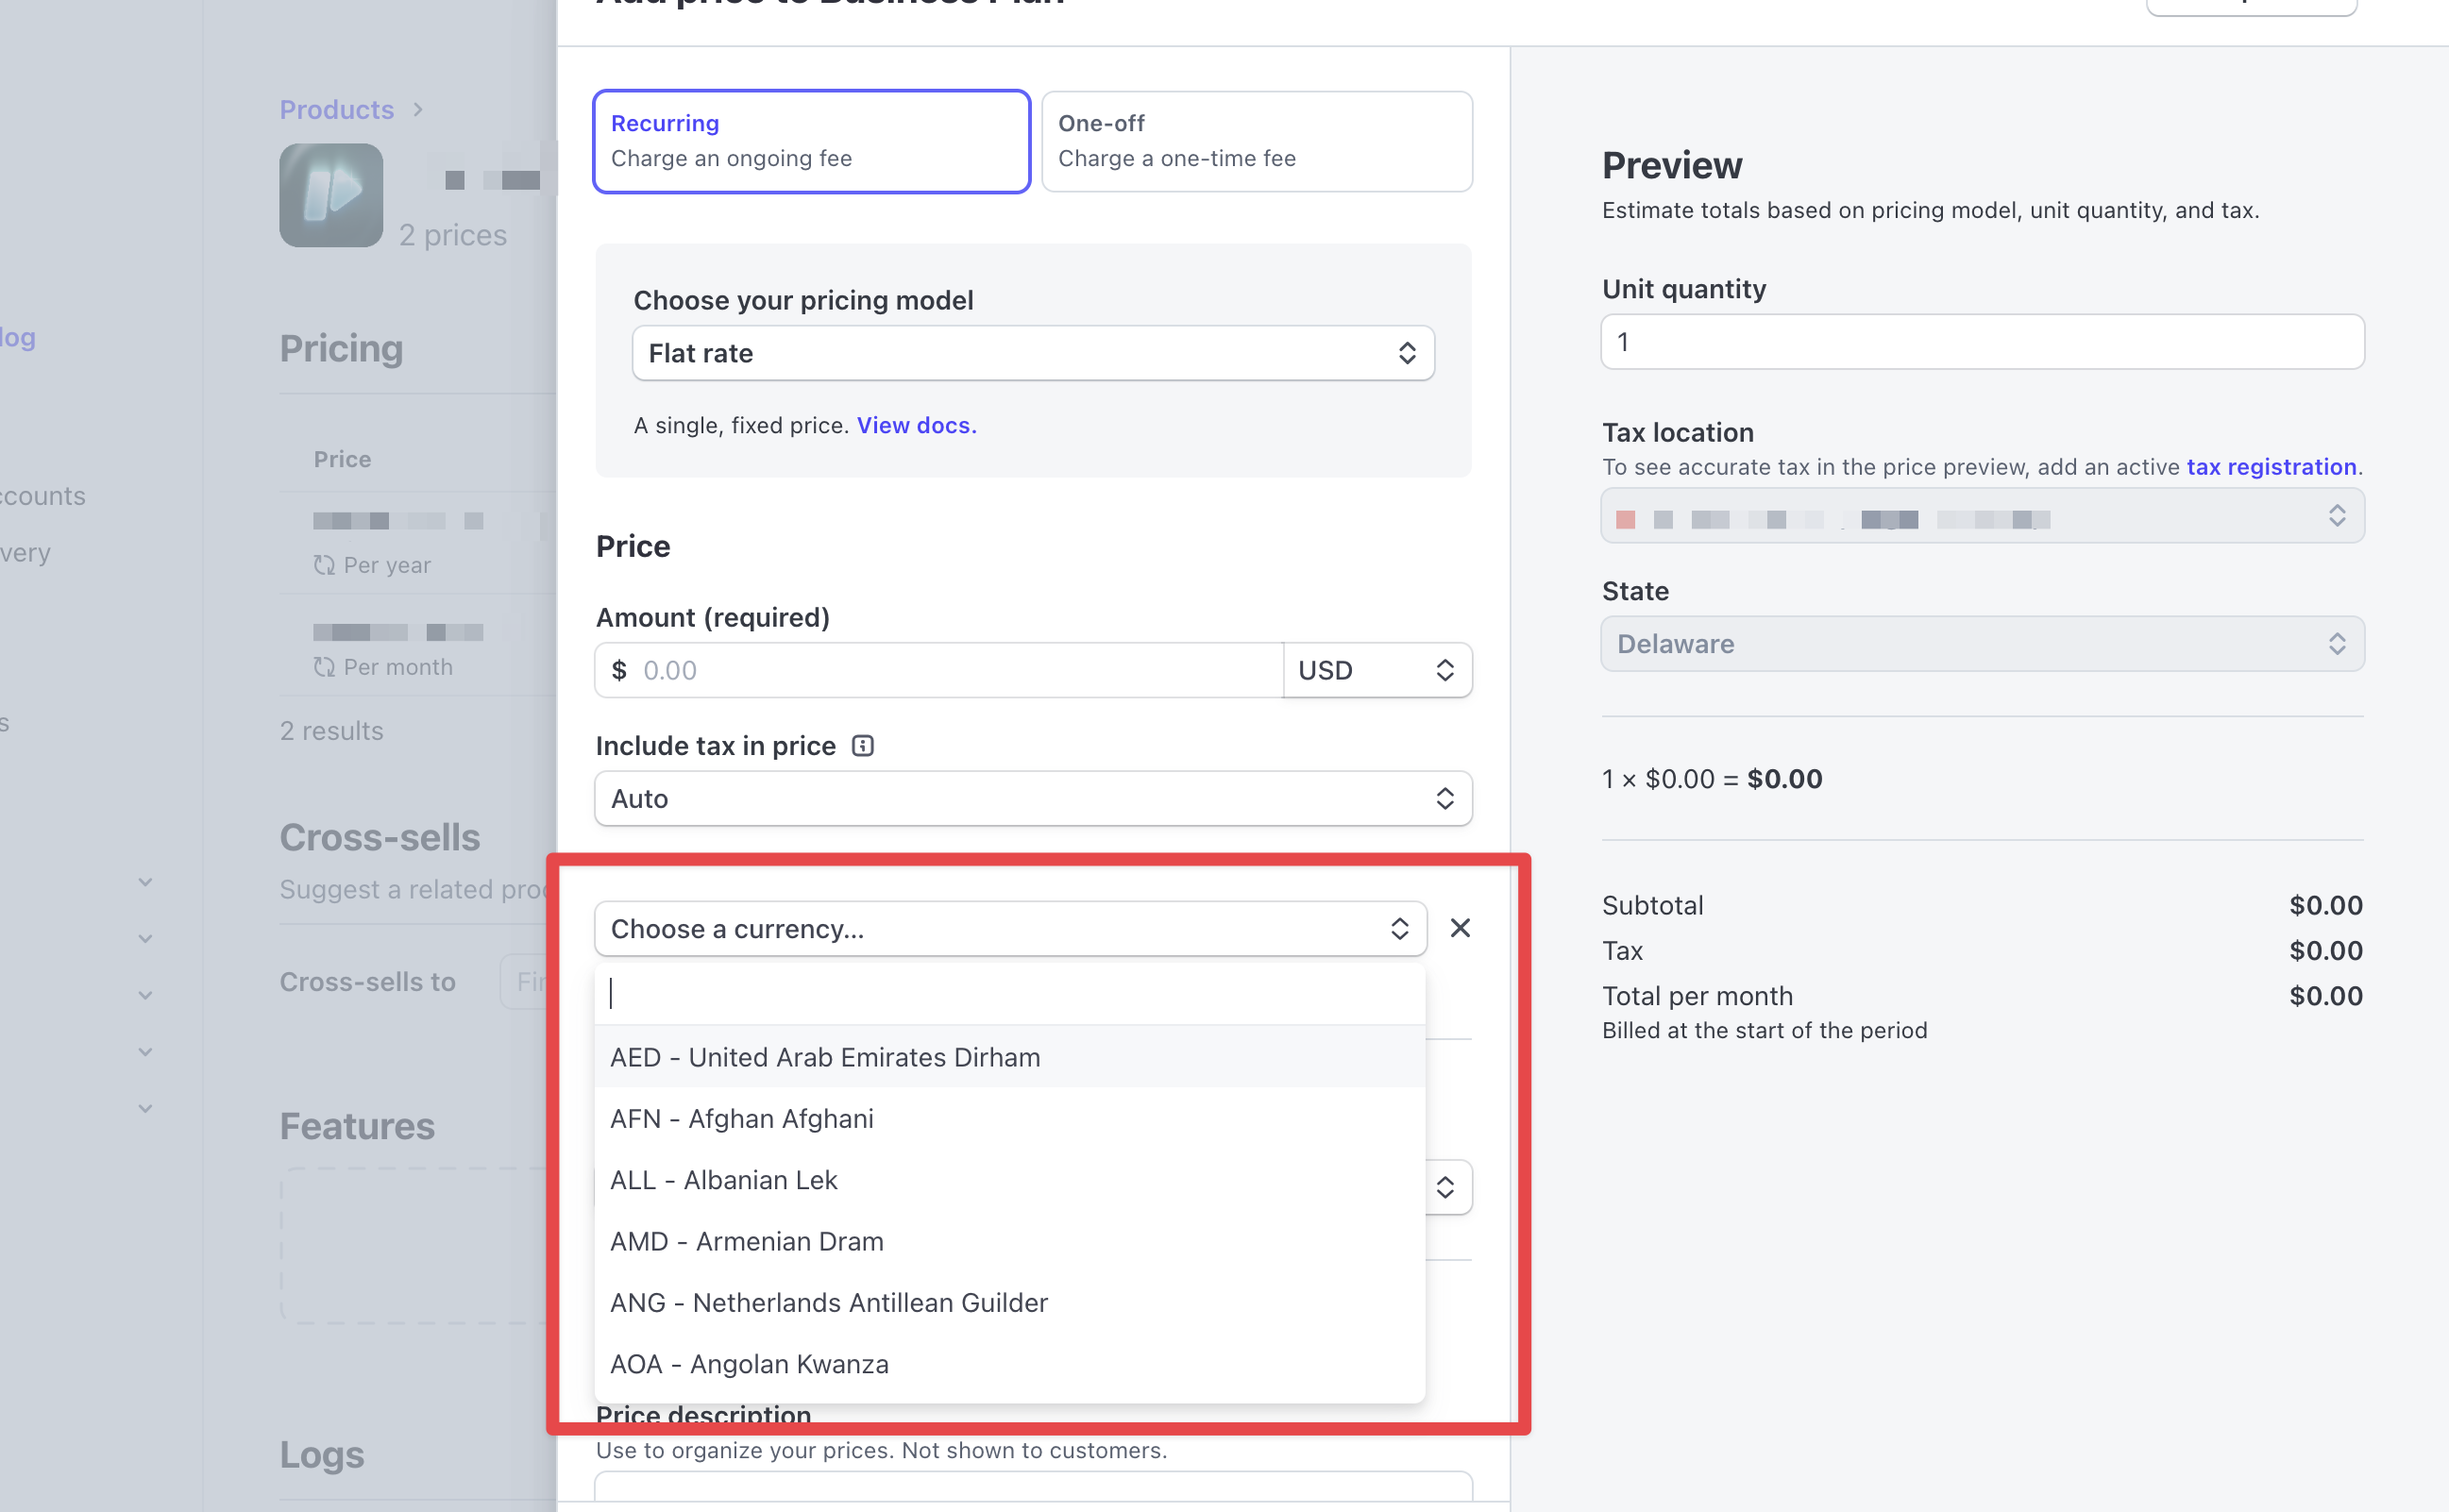 Add price to Business Plan
Products
2 prices
log
Pricing
Price
ccounts
very
Per year
Per month
s
2 results
Cross-sells
Suggest a related prod
Cross-sells to
Fin
Features
Logs
Recurring
Charge an ongoing fee
One-off
Charge a one-time fee
Choose your pricing model
Flat rate
A single, fixed price. View docs.
Price
Amount (required)
$ 0.00
USD
Include tax in price
Auto
Choose a currency...
AED - United Arab Emirates Dirham
AFN - Afghan Afghani
ALL - Albanian Lek
AMD - Armenian Dram
ANG - Netherlands Antillean Guilder
AOA - Angolan Kwanza
Price description
Use to organize your prices. Not shown to customers.
Preview
Estimate totals based on pricing model, unit quantity, and tax.
Unit quantity
1
Tax location
To see accurate tax in the price preview, add an active tax registration.
State
Delaware
1 × $0.00 = $0.00
Subtotal $0.00
Tax $0.00
Total per month $0.00
Billed at the start of the period